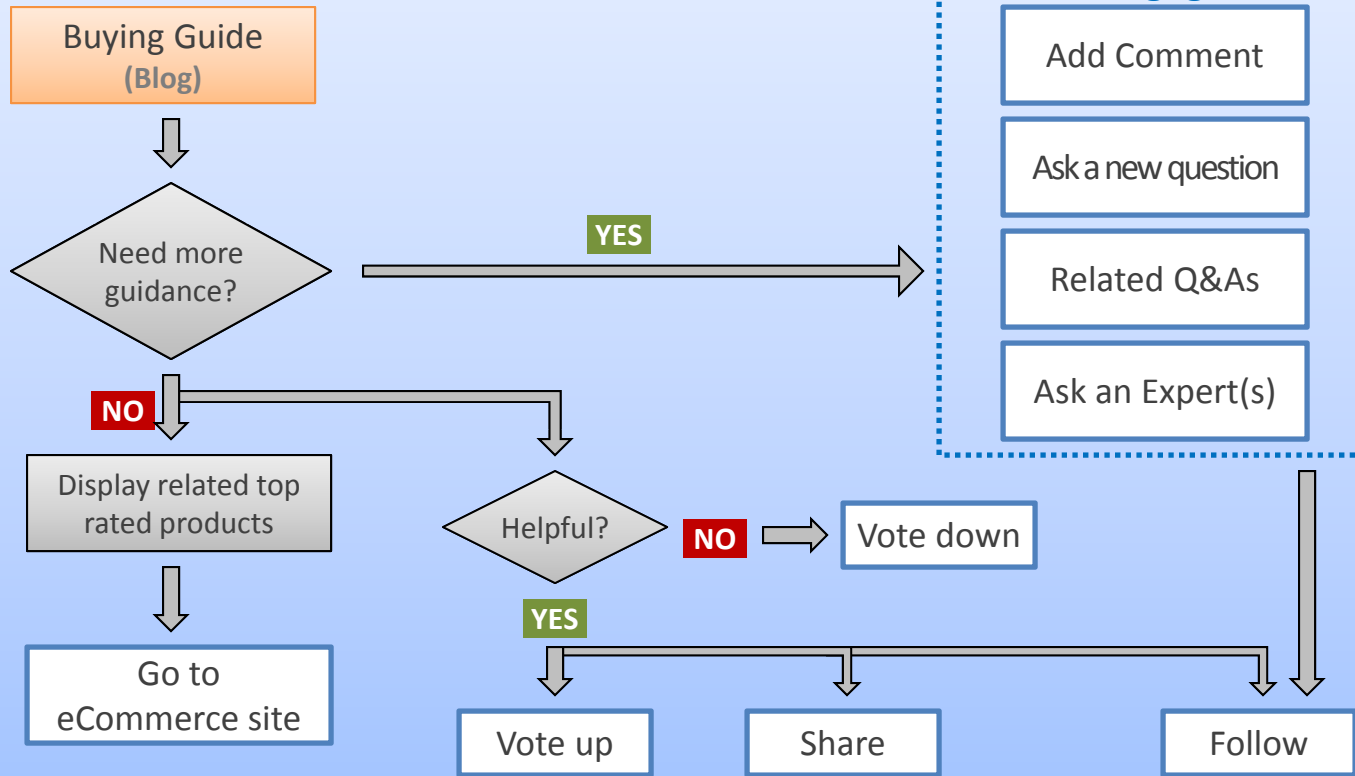 Buying Guide
(Blog)
Need more
guidance?
YES
Add Comment
Ask a new question
Related Q&As
Ask an Expert(s)
NO
Display related top
rated products
Helpful?
NO
Vote down
YES
Go to
eCommerce site
Vote up
Share
Follow